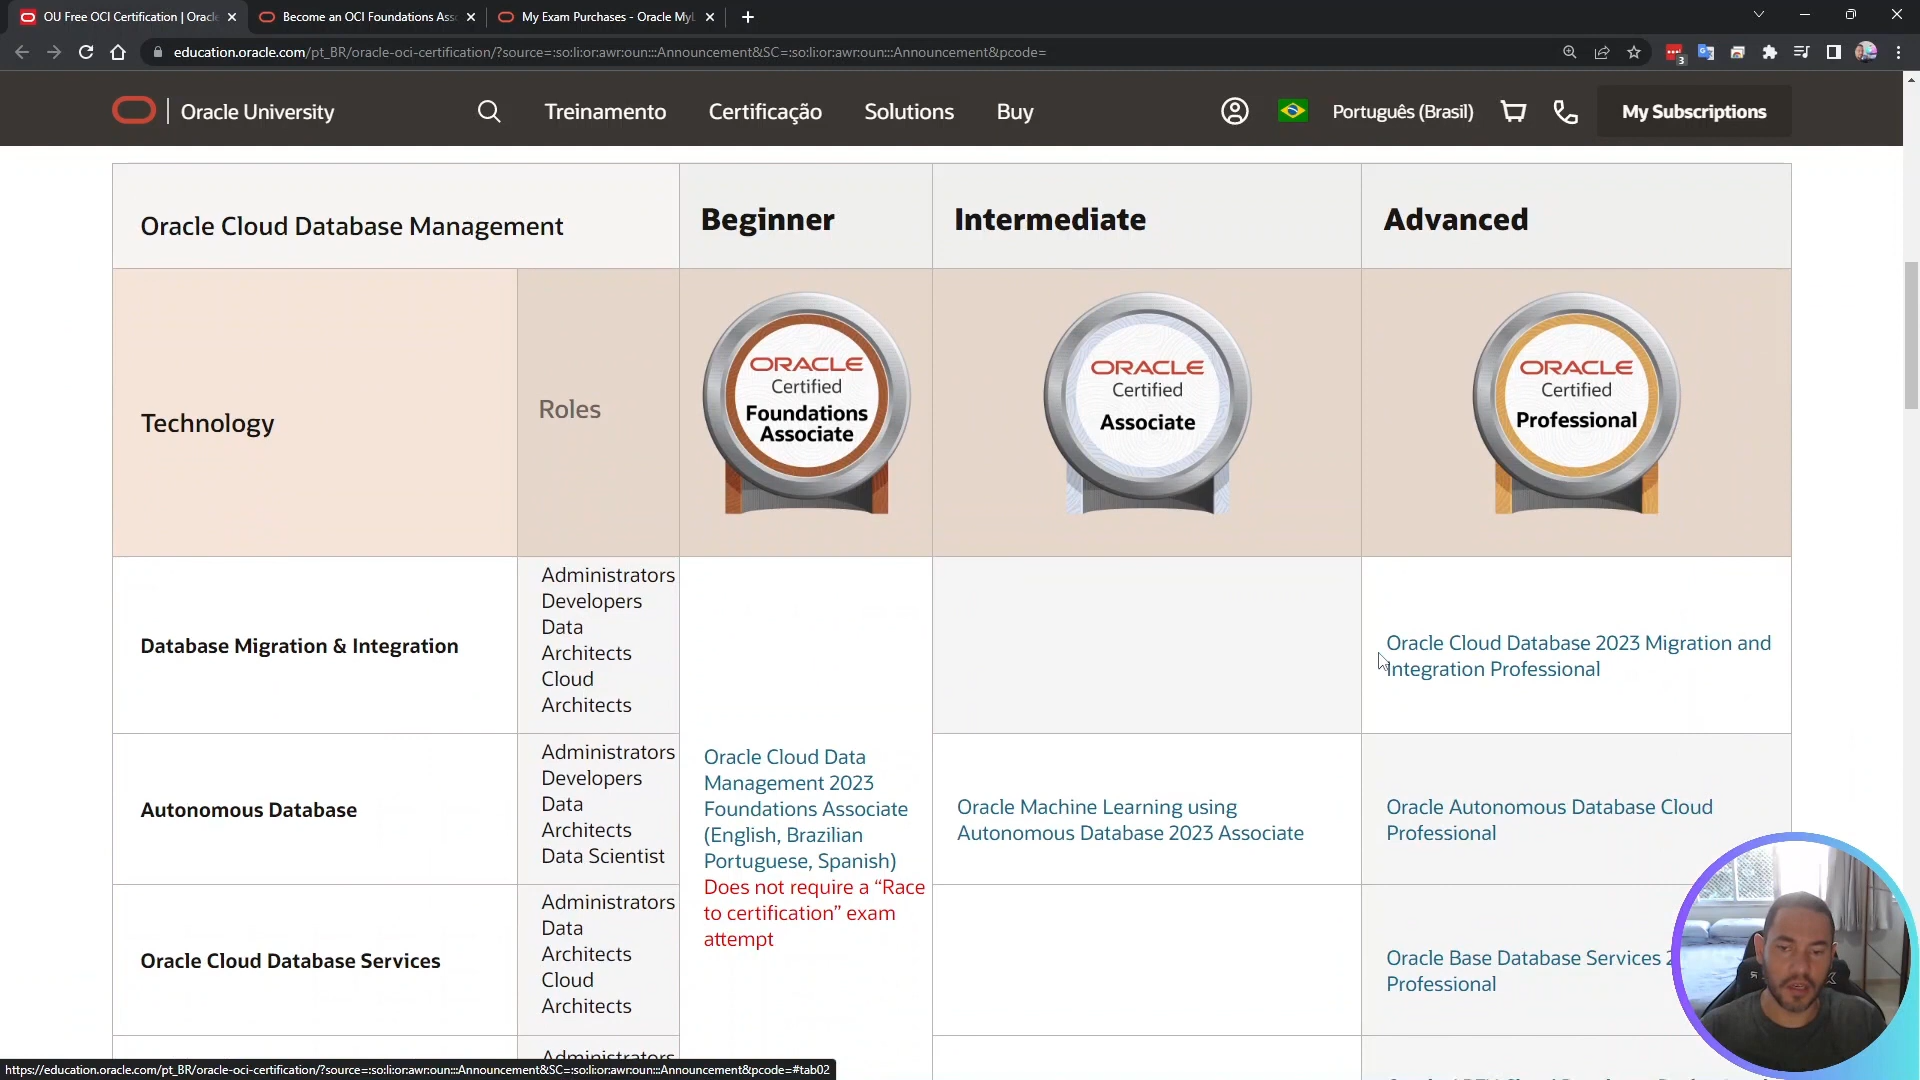 OU Free OCI Certification | Oracl
Become an OCI Foundations Asso
My Exam Purchases - Oracle MyL
education.oracle.com/pt_BR/oracle-oci-certification/?source=:so:li:or:awr:oun:::Announcement&SC=:so:li:or:awr:oun:::Announcement&pcode=
3
Oracle University
Treinamento
Certificação
Solutions
Buy
Português (Brasil)
My Subscriptions
Oracle Cloud Database Management
Beginner
Intermediate
Advanced
Technology
Roles
ORACLE
Certified
Foundations
Associate
ORACLE
Certified
Associate
ORACLE
Certified
Professional
Database Migration & Integration
Administrators
Developers
Data
Architects
Cloud
Architects
Oracle Cloud Database 2023 Migration and
Integration Professional
Autonomous Database
Administrators
Developers
Data
Architects
Data Scientist
Oracle Cloud Data
Management 2023
Foundations Associate
(English, Brazilian
Portuguese, Spanish)
Does not require a “Race
to certification” exam
attempt
Oracle Machine Learning using
Autonomous Database 2023 Associate
Oracle Autonomous Database Cloud
Professional
Oracle Cloud Database Services
Administrators
Data
Architects
Cloud
Architects
Oracle Base Database Services
Professional
Administrators
https://education.oracle.com/pt_BR/oracle-oci-certification/?source=:so:li:or:awr:oun:::Announcement&SC=:so:li:or:awr:oun:::Announcement&pcode=#tab02